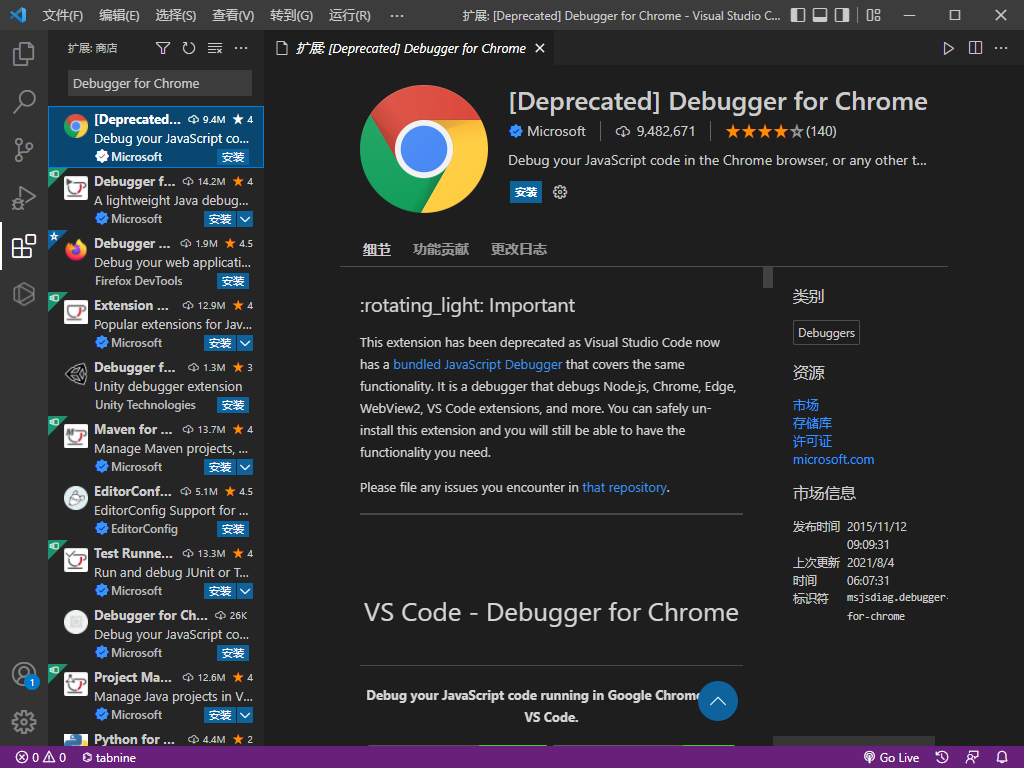 文件(F) 编辑(E) 选择(S) 查看(V) 转到(G) 运行(R) ··· 扩展: [Deprecated] Debugger for Chrome - Visual Studio C...
扩展: 商店
Debugger for Chrome
[Deprecated... 9.4M ★ 4
Debug your JavaScript co...
Microsoft 安装
Debugger f... 14.2M ★ 4
A lightweight Java debug...
Microsoft 安装
Debugger ... 1.9M ★ 4.5
Debug your web applicati...
Firefox DevTools 安装
Extension ... 12.9M ★ 4
Popular extensions for Jav...
Microsoft 安装
Debugger f... 1.3M ★ 3
Unity debugger extension
Unity Technologies 安装
Maven for ... 13.7M ★ 4
Manage Maven projects, ...
Microsoft 安装
EditorConf... 5.1M ★ 4.5
EditorConfig Support for ...
EditorConfig 安装
Test Runne... 13.3M ★ 4
Run and debug JUnit or T...
Microsoft 安装
Debugger for Ch... 26K
Debug your JavaScript co...
Microsoft 安装
Project Ma... 12.6M ★ 4
Manage Java projects in V...
Microsoft 安装
Python for ... 4.4M ★ 2
1
扩展: [Deprecated] Debugger for Chrome
[Deprecated] Debugger for Chrome
Microsoft 9,482,671 ★★★★☆(140)
Debug your JavaScript code in the Chrome browser, or any other t...
安装
细节 功能贡献 更改日志
:rotating_light: Important
This extension has been deprecated as Visual Studio Code now
has a bundled JavaScript Debugger that covers the same
functionality. It is a debugger that debugs Node.js, Chrome, Edge,
WebView2, VS Code extensions, and more. You can safely un-
install this extension and you will still be able to have the
functionality you need.
Please file any issues you encounter in that repository.
VS Code - Debugger for Chrome
Debug your JavaScript code running in Google Chrome
VS Code.
类别
Debuggers
资源
市场
存储库
许可证
microsoft.com
市场信息
发布时间 2015/11/12
09:09:31
上次更新 2021/8/4
时间 06:07:31
标识符 msjsdiag.debugger-
for-chrome
0 0 tabnine Go Live